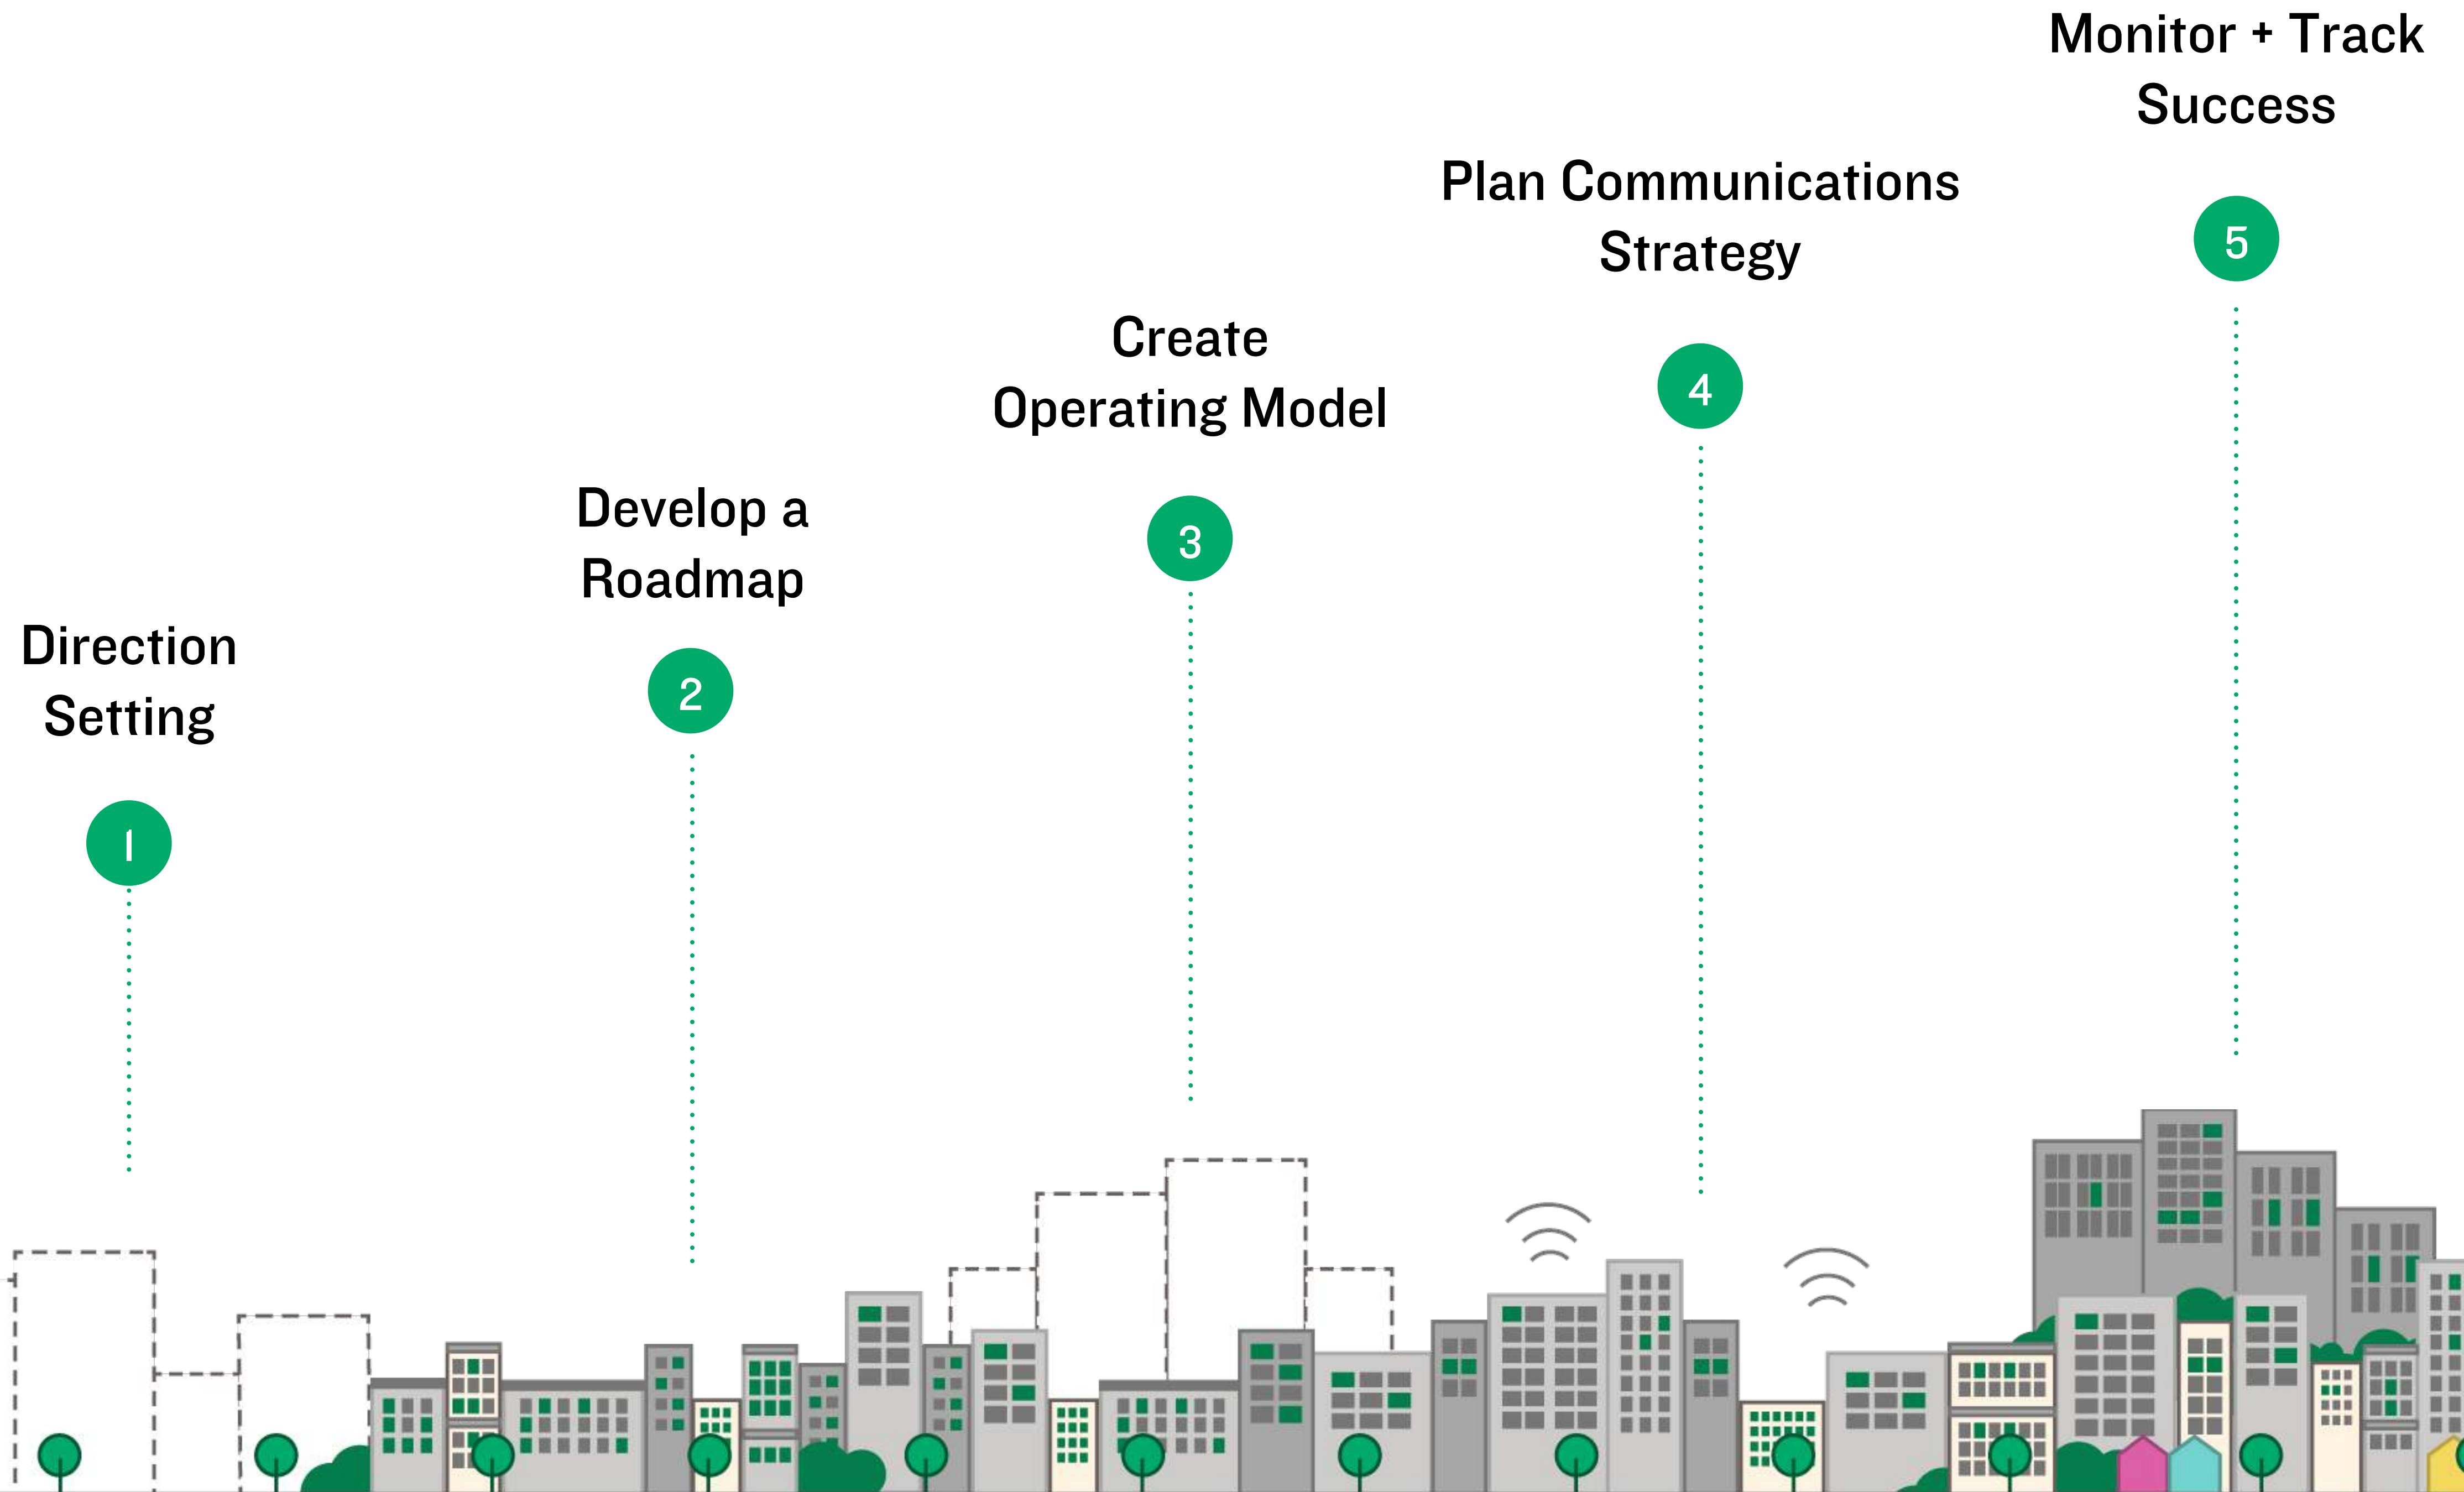 Direction
Setting
1
Develop a
Roadmap
2
Create
Operating Model
3
Plan Communications
Strategy
4
Monitor + Track
Success
5